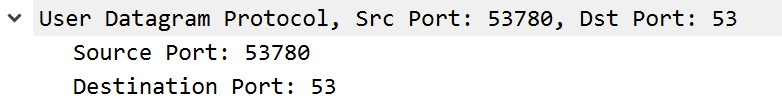 User Datagram Protocol, Src Port: 53780, Dst Port: 53
Source Port: 53780
Destination Port: 53